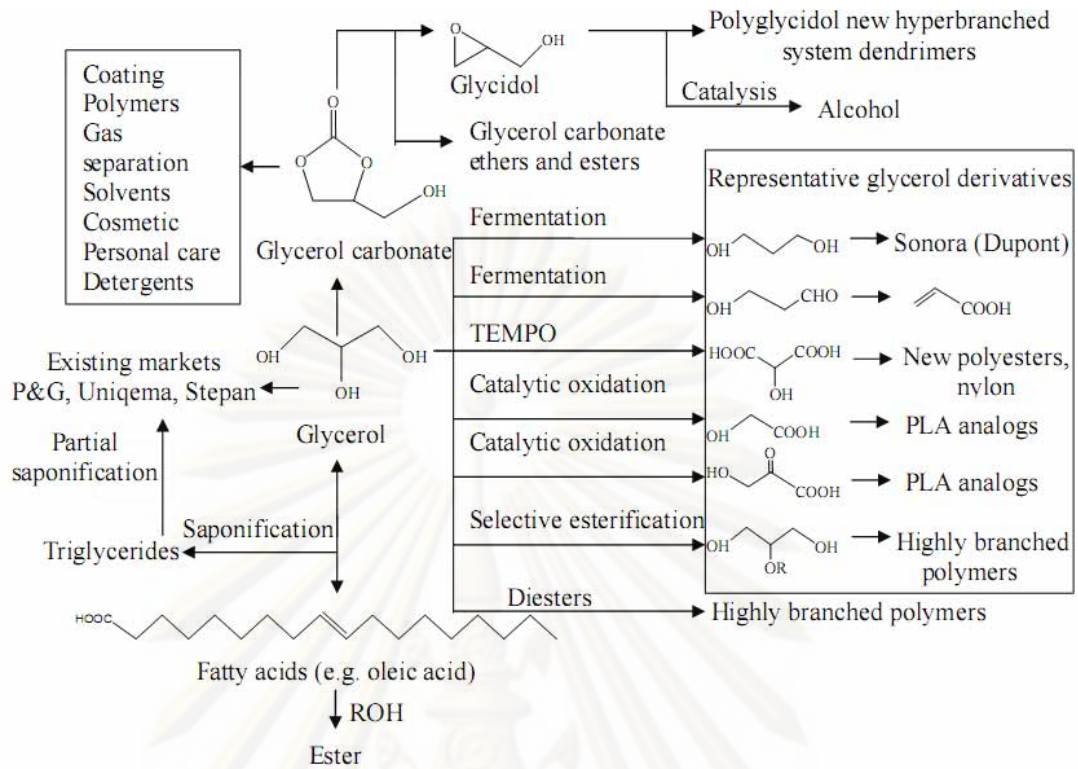 Polyglycidol new hyperbranched
system dendrimers
O
OH
Glycidol
Catalysis
Alcohol
Glycerol carbonate
ethers and esters
Coating
Polymers
Gas
separation
Solvents
Cosmetic
Personal care
Detergents
O
O
O
OH
Glycerol carbonate
Representative glycerol derivatives
Fermentation
OH
OH
Sonora (Dupont)
Fermentation
OH
CHO
COOH
TEMPO
HOOC
COOH
OH
New polyesters,
nylon
Catalytic oxidation
OH
COOH
PLA analogs
Catalytic oxidation
HO
O
COOH
PLA analogs
Selective esterification
OH
OH
OR
Highly branched
polymers
Diesters
Highly branched polymers
OH
OH
OH
Glycerol
Existing markets
P&G, Uniqema, Stepan
Partial
saponification
Saponification
Triglycerides
HOOC
Fatty acids (e.g. oleic acid)
ROH
Ester